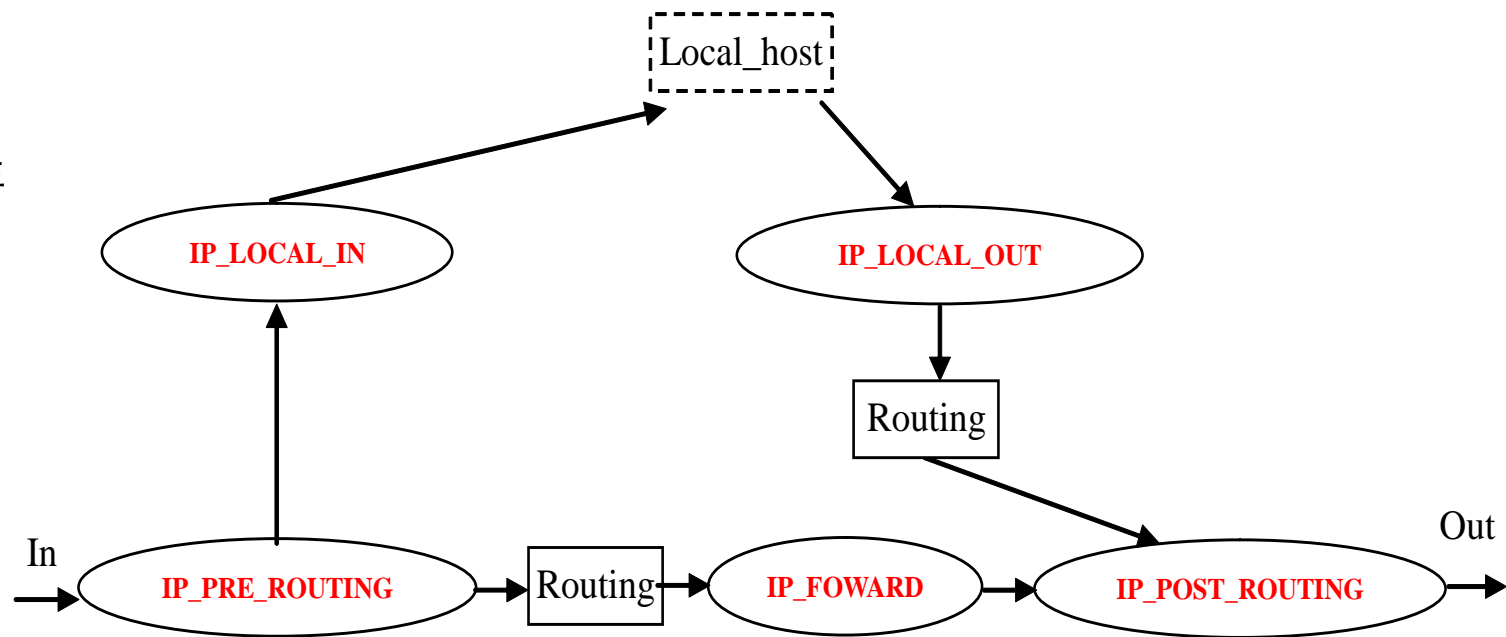 Local_host
IP_LOCAL_IN
IP_LOCAL_OUT
Routing
In
Out
IP_PRE_ROUTING
Routing
IP_FOWARD
IP_POST_ROUTING